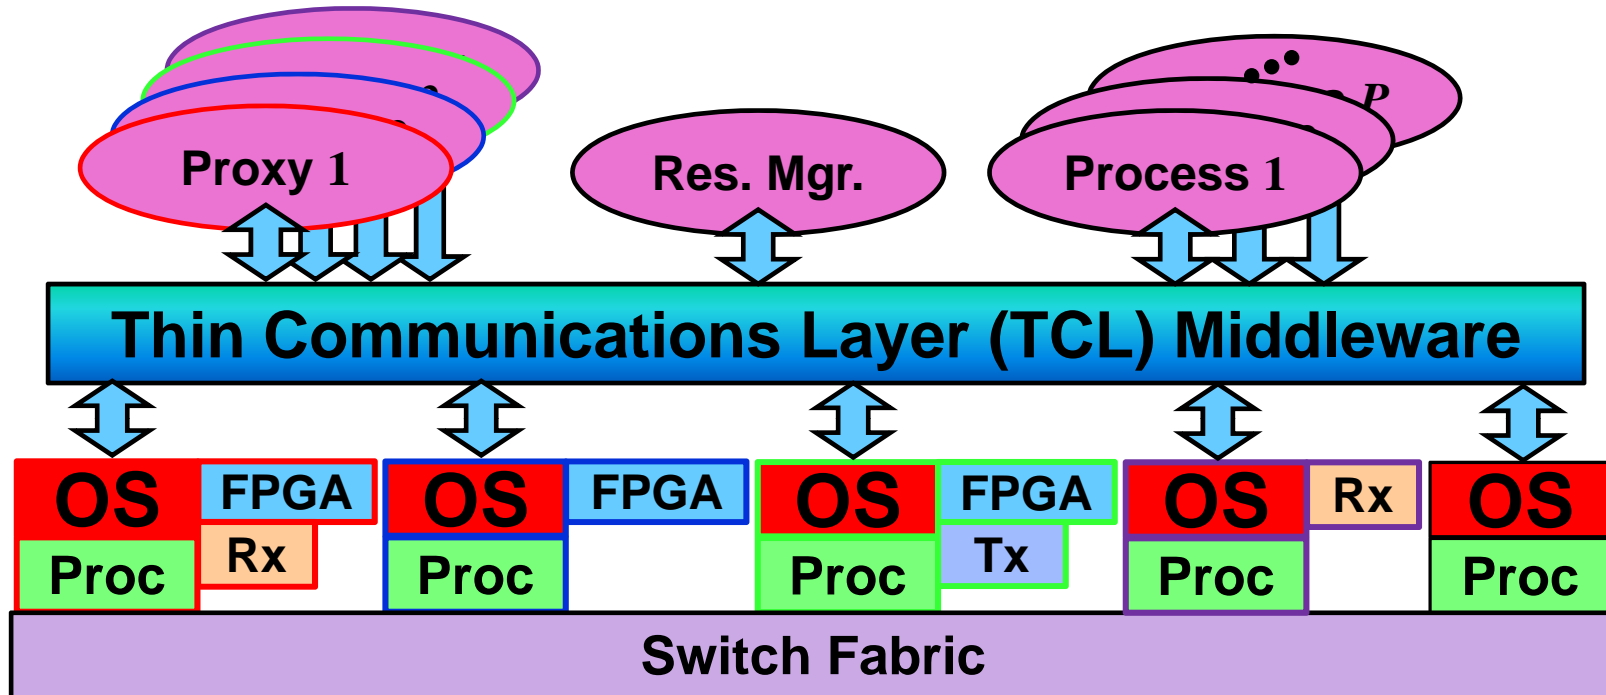 P
Proxy 1
Res. Mgr.
Process 1
Thin Communications Layer (TCL) Middleware
OS
FPGA
OS
FPGA
OS
FPGA
OS
Rx
OS
Proc
Rx
Proc
Proc
Tx
Proc
Proc
Switch Fabric